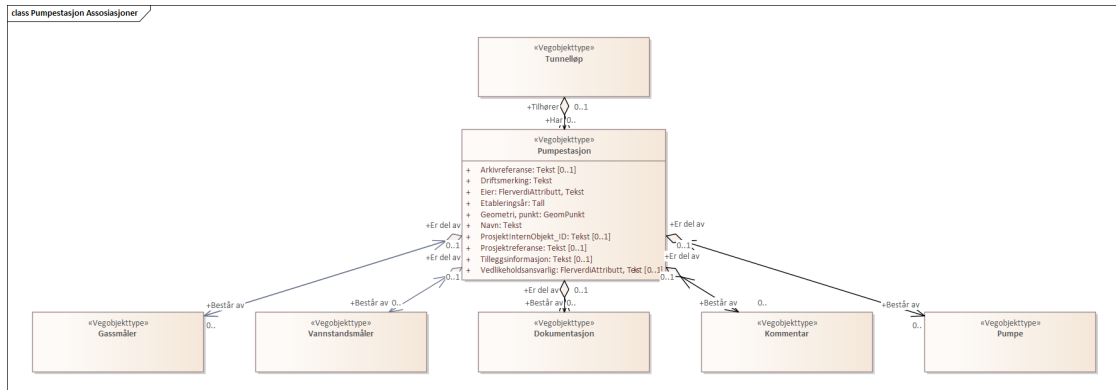 class Pumpestasjon Assosiasjoner
«Vegobjekttype»
Tunnelløp
+Tilhører 0..1
+Har 0..
«Vegobjekttype»
Pumpestasjon
+ Arkivreferanse: Tekst [0..1]
+ Driftsmerking: Tekst
+ Eier: FlerverdiAttributt, Tekst
+ Etableringsår: Tall
+ Geometri, punkt: GeomPunkt
+ Navn: Tekst
+ ProsjektInternObjekt_ID: Tekst [0..1]
+ Prosjektreferanse: Tekst [0..1]
+ Tilleggsinformasjon: Tekst [0..1]
+ Vedlikeholdsansvarlig: FlerverdiAttributt, Tekst [0..1]
+Er del av
0..1
+Er del av
0..1
+Er del av
0..1
+Er del av
0..1
+Er del av 0..1
+Består av
0..
+Består av 0..
+Består av 0..
+Består av 0..
+Består av
0..
«Vegobjekttype»
Gassmåler
«Vegobjekttype»
Vannstandsmåler
«Vegobjekttype»
Dokumentasjon
«Vegobjekttype»
Kommentar
«Vegobjekttype»
Pumpe